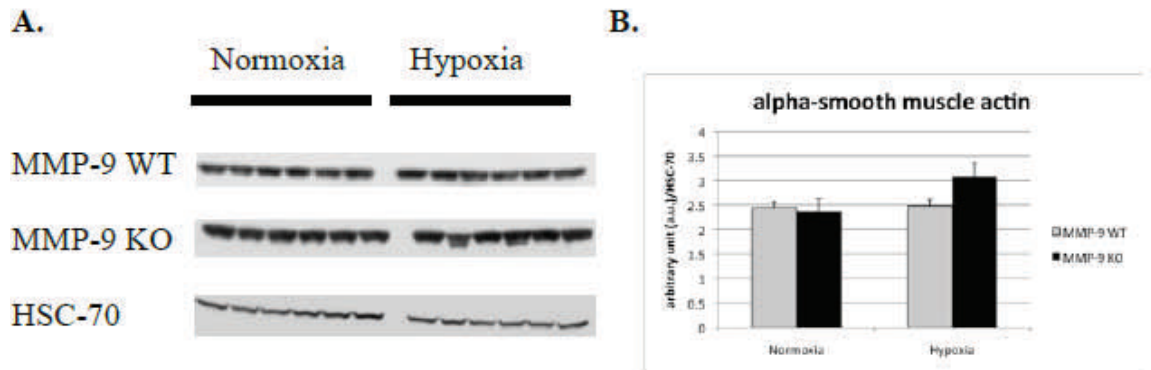 A.
Normoxia Hypoxia
MMP-9 WT
MMP-9 KO
HSC-70
B.
alpha-smooth muscle actin
arbitrary unit (a.u.)/HSC-70
4
3.5
3
2.5
2
1.5
1
0.5
0
Normoxia Hypoxia
MMP-9 WT
MMP-9 KO